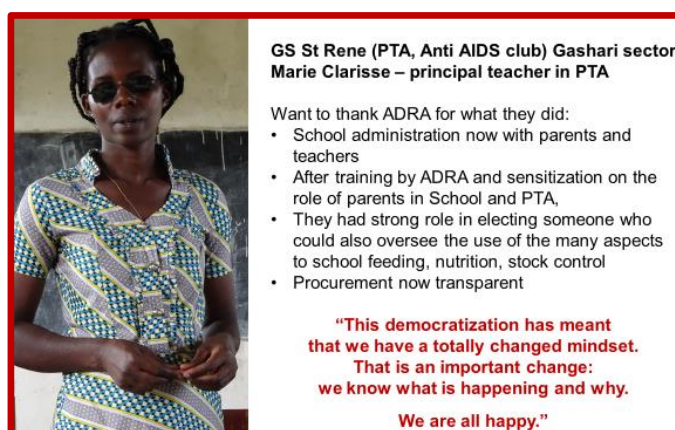 GS St Rene (PTA, Anti AIDS club) Gashari sector
Marie Clarisse – principal teacher in PTA
Want to thank ADRA for what they did:
• School administration now with parents and
teachers
• After training by ADRA and sensitization on the
role of parents in School and PTA,
• They had strong role in electing someone who
could also oversee the use of the many aspects
to school feeding, nutrition, stock control
• Procurement now transparent
“This democratization has meant
that we have a totally changed mindset.
That is an important change:
we know what is happening and why.
We are all happy.”